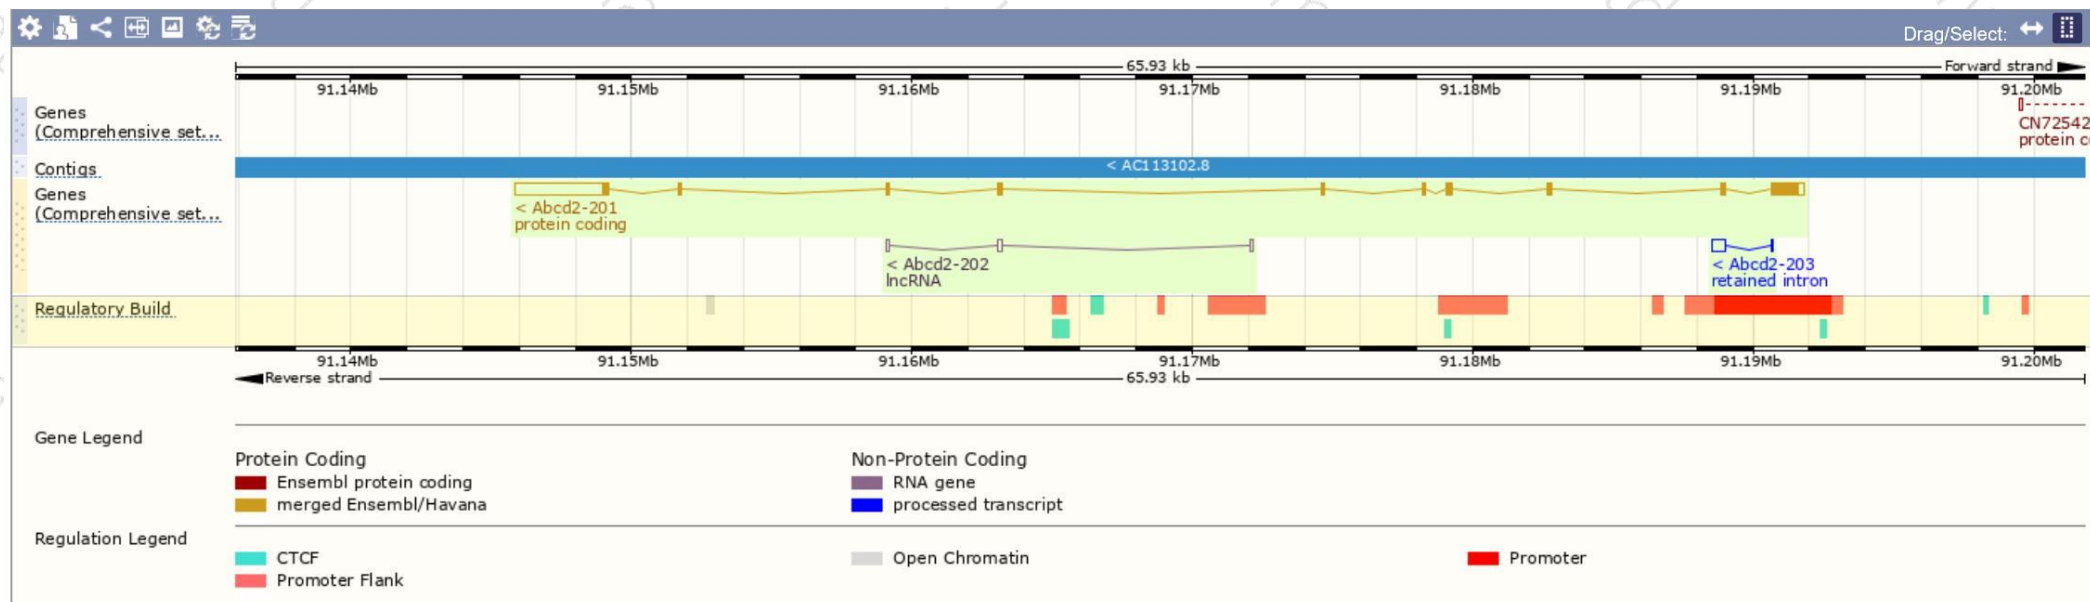 Drag/Select:
65.93 kb Forward strand
91.14Mb 91.15Mb 91.16Mb 91.17Mb 91.18Mb 91.19Mb 91.20Mb
Genes
(Comprehensive set...
CN72542
protein c
Contigs
< AC113102.8
Genes
(Comprehensive set...
< Abcd2-201
protein coding
< Abcd2-202
lncRNA
< Abcd2-203
retained intron
Regulatory Build
91.14Mb 91.15Mb 91.16Mb 91.17Mb 91.18Mb 91.19Mb 91.20Mb
Reverse strand 65.93 kb
Gene Legend
Protein Coding
Ensembl protein coding
merged Ensembl/Havana
Non-Protein Coding
RNA gene
processed transcript
Regulation Legend
CTCF
Promoter Flank
Open Chromatin
Promoter